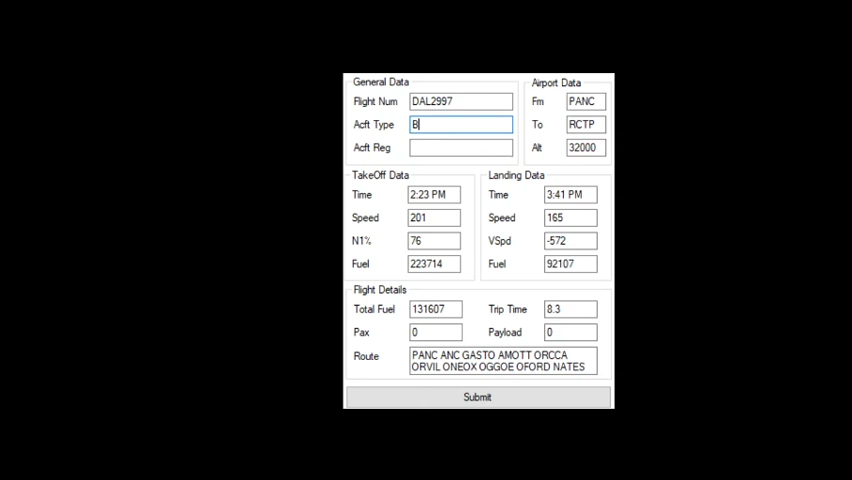 General Data
Flight Num DAL2997
Acft Type B
Acft Reg
Airport Data
Fm PANC
To RCTP
Alt 32000
TakeOff Data
Time 2:23 PM
Speed 201
N1% 76
Fuel 223714
Landing Data
Time 3:41 PM
Speed 165
VSpd -572
Fuel 92107
Flight Details
Total Fuel 131607 Trip Time 8.3
Pax 0 Payload 0
Route PANC ANC GASTO AMOTT ORCCA
ORVIL ONEOX OGGOE OFORD NATES
Submit